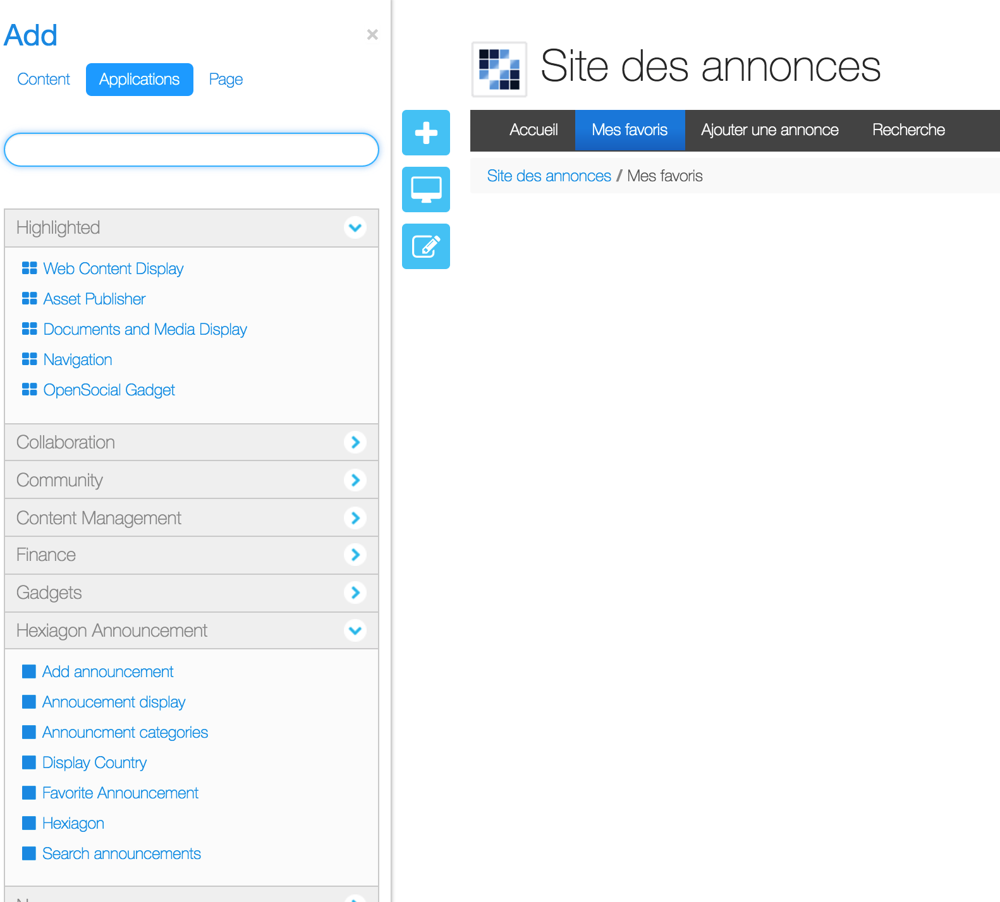 Add
×
Content Applications Page
Highlighted
Web Content Display
Asset Publisher
Documents and Media Display
Navigation
OpenSocial Gadget
Collaboration
Community
Content Management
Finance
Gadgets
Hexiagon Announcement
Add announcement
Annoucement display
Announcment categories
Display Country
Favorite Announcement
Hexiagon
Search announcements
Site des annonces
Accueil Mes favoris Ajouter une annonce Recherche
Site des annonces / Mes favoris